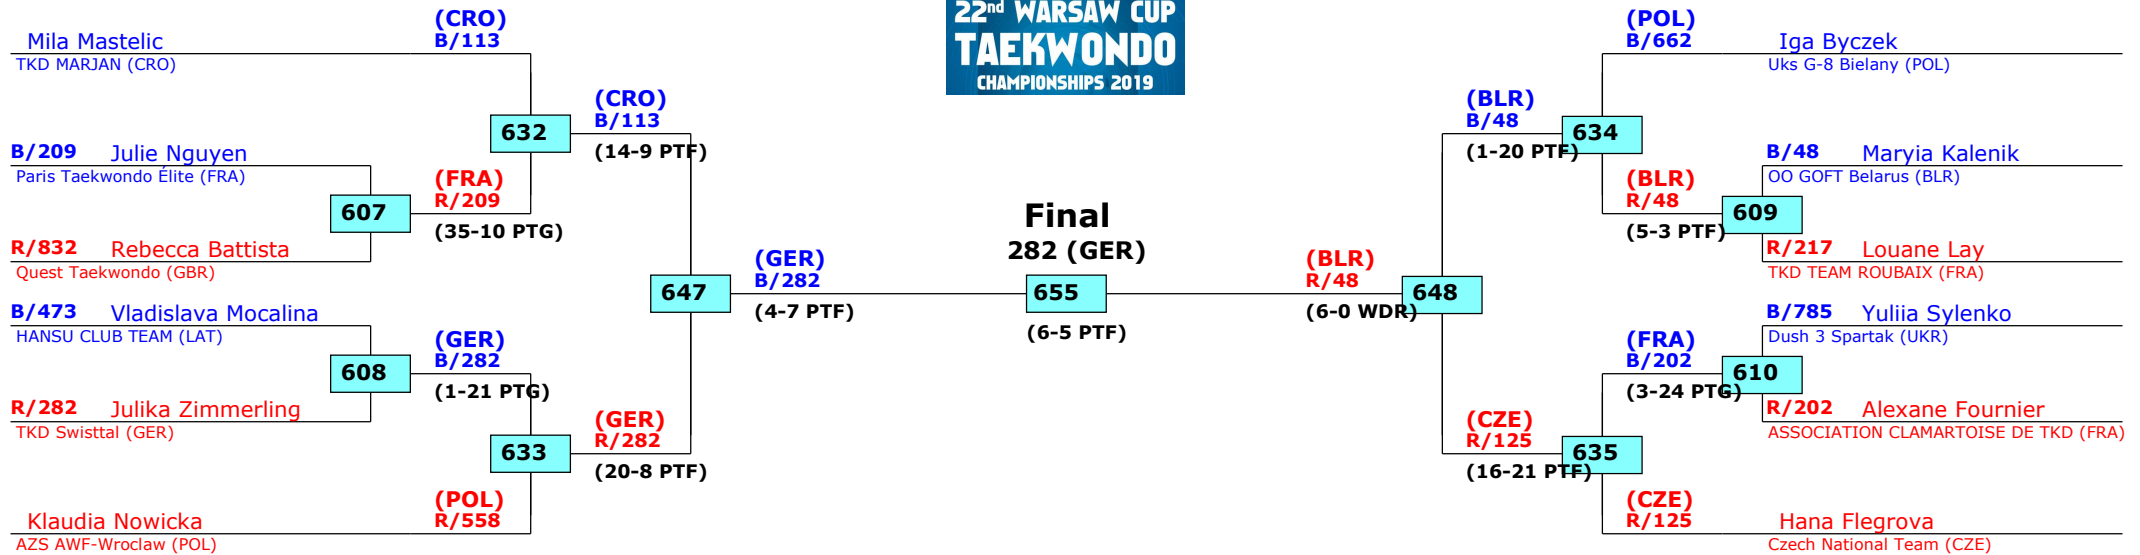 22nd WARSAW CUP
TAEKWONDO
CHAMPIONSHIPS 2019
(CRO)
B/113
Mila Mastelic
TKD MARJAN (CRO)
B/209 Julie Nguyen
Paris Taekwondo Élite (FRA)
R/832 Rebecca Battista
Quest Taekwondo (GBR)
607
(FRA)
R/209
(35-10 PTG)
632
(CRO)
B/113
(14-9 PTF)
B/473 Vladislava Mocalina
HANSU CLUB TEAM (LAT)
R/282 Julika Zimmerling
TKD Swisttal (GER)
608
(GER)
B/282
(1-21 PTG)
633
(GER)
R/282
(20-8 PTF)
(POL)
R/558
Klaudia Nowicka
AZS AWF-Wroclaw (POL)
647
(GER)
B/282
(4-7 PTF)
Final
282 (GER)
655
(6-5 PTF)
(BLR)
R/48
(6-0 WDR)
648
(BLR)
B/48
(1-20 PTF)
634
(POL)
B/662
Iga Byczek
Uks G-8 Bielany (POL)
(BLR)
R/48
(5-3 PTF)
609
B/48 Maryia Kalenik
OO GOFT Belarus (BLR)
R/217 Louane Lay
TKD TEAM ROUBAIX (FRA)
(CZE)
R/125
(16-21 PTF)
635
(FRA)
B/202
(3-24 PTG)
610
B/785 Yuliia Sylenko
Dush 3 Spartak (UKR)
R/202 Alexane Fournier
ASSOCIATION CLAMARTOISE DE TKD (FRA)
(CZE)
R/125
Hana Flegrova
Czech National Team (CZE)